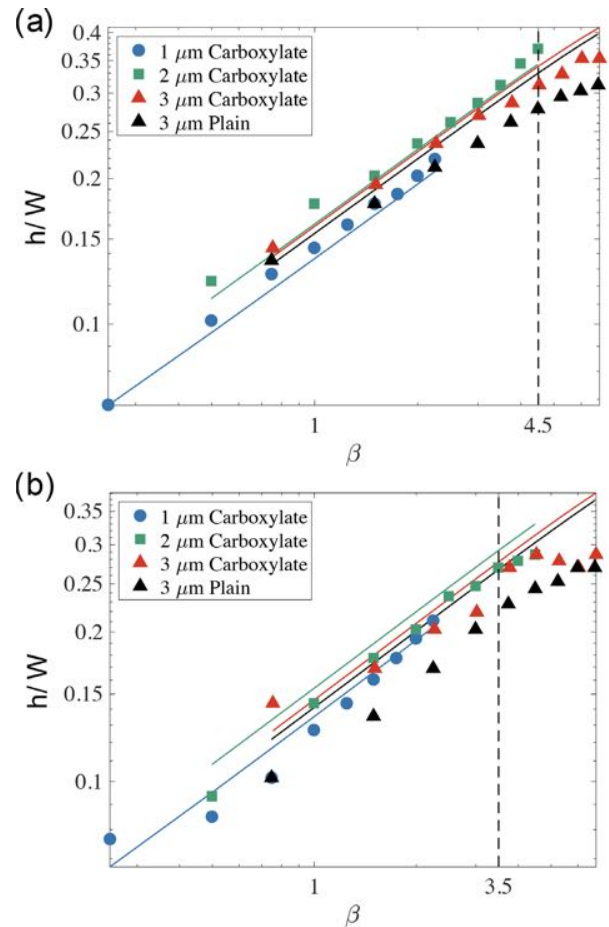 (a)
0.4
0.3
0.25
0.2
0.15
0.1
h/W
1 μm Carboxylate
2 μm Carboxylate
3 μm Carboxylate
3 μm Plain
1
4.5
β
(b)
0.35
0.3
0.25
0.2
0.15
0.1
h/W
1 μm Carboxylate
2 μm Carboxylate
3 μm Carboxylate
3 μm Plain
1
3.5
β